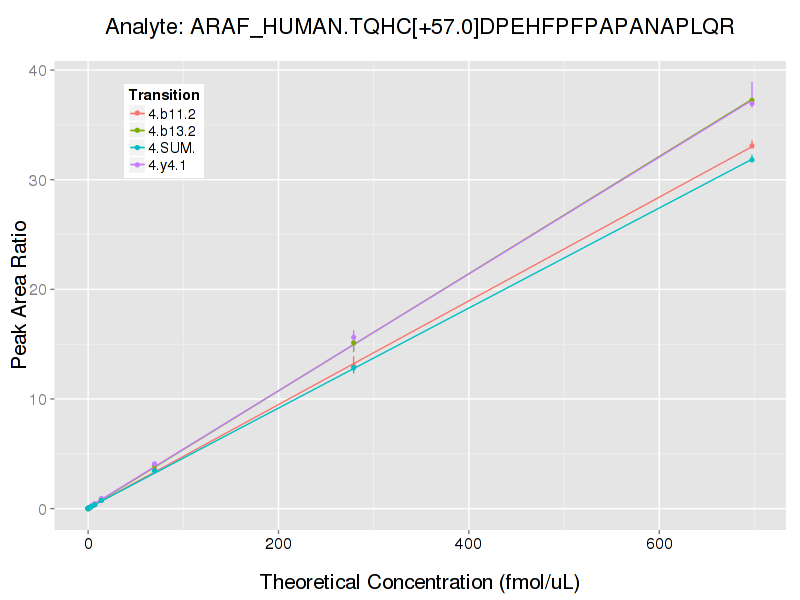 Analyte: ARAF_HUMAN.TQHC[+57.0]DPEHFPFPAPANAPLQR
Transition
4.b11.2
4.b13.2
4.SUM.
4.y4.1
Peak Area Ratio
40
30
20
10
0
0 200 400 600
Theoretical Concentration (fmol/uL)